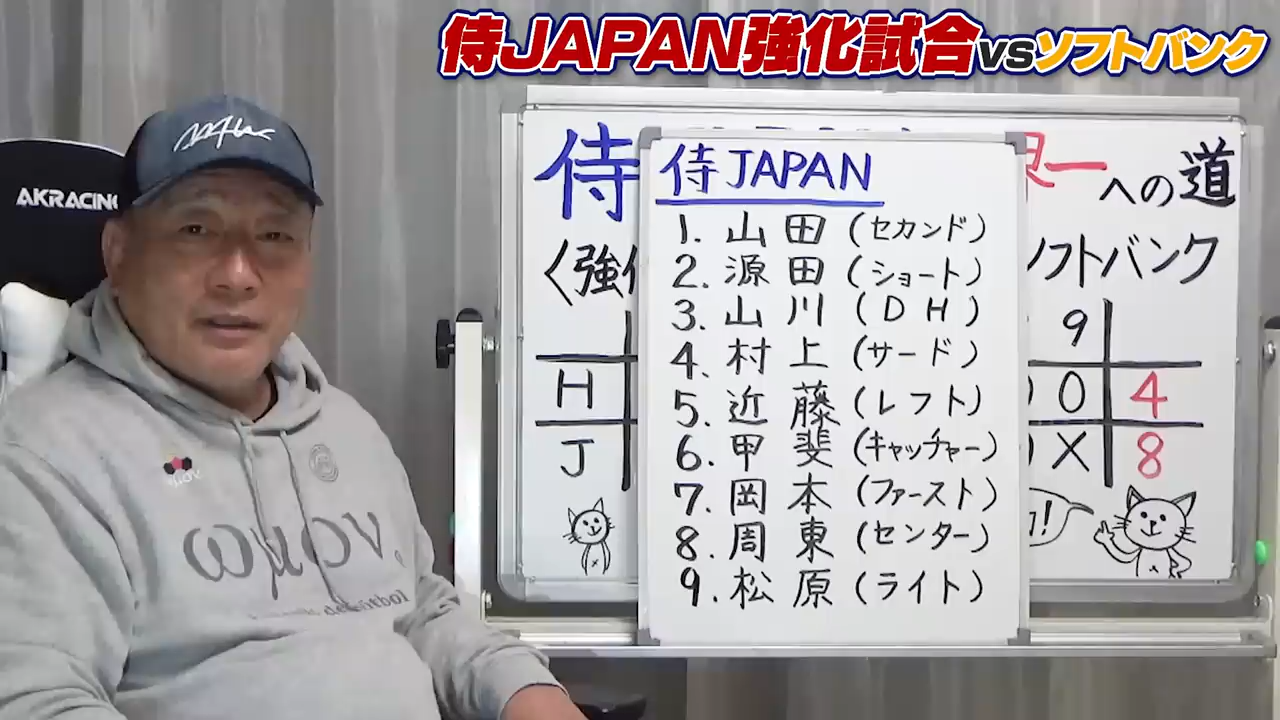 侍JAPAN強化試合vsソフトバンク
侍 一への道
侍JAPAN
1. 山田 (セカンド)
2. 源田 (ショート)
3. 山川 (DH)
4. 村上 (サード)
5. 近藤 (レフト)
6. 甲斐 (キャッチャー)
7. 岡本 (ファースト)
8. 周東 (センター)
9. 松原 (ライト)
〈強 ソフトバンク
9
H 0 4
J X 8
AKRACING
ωμον.